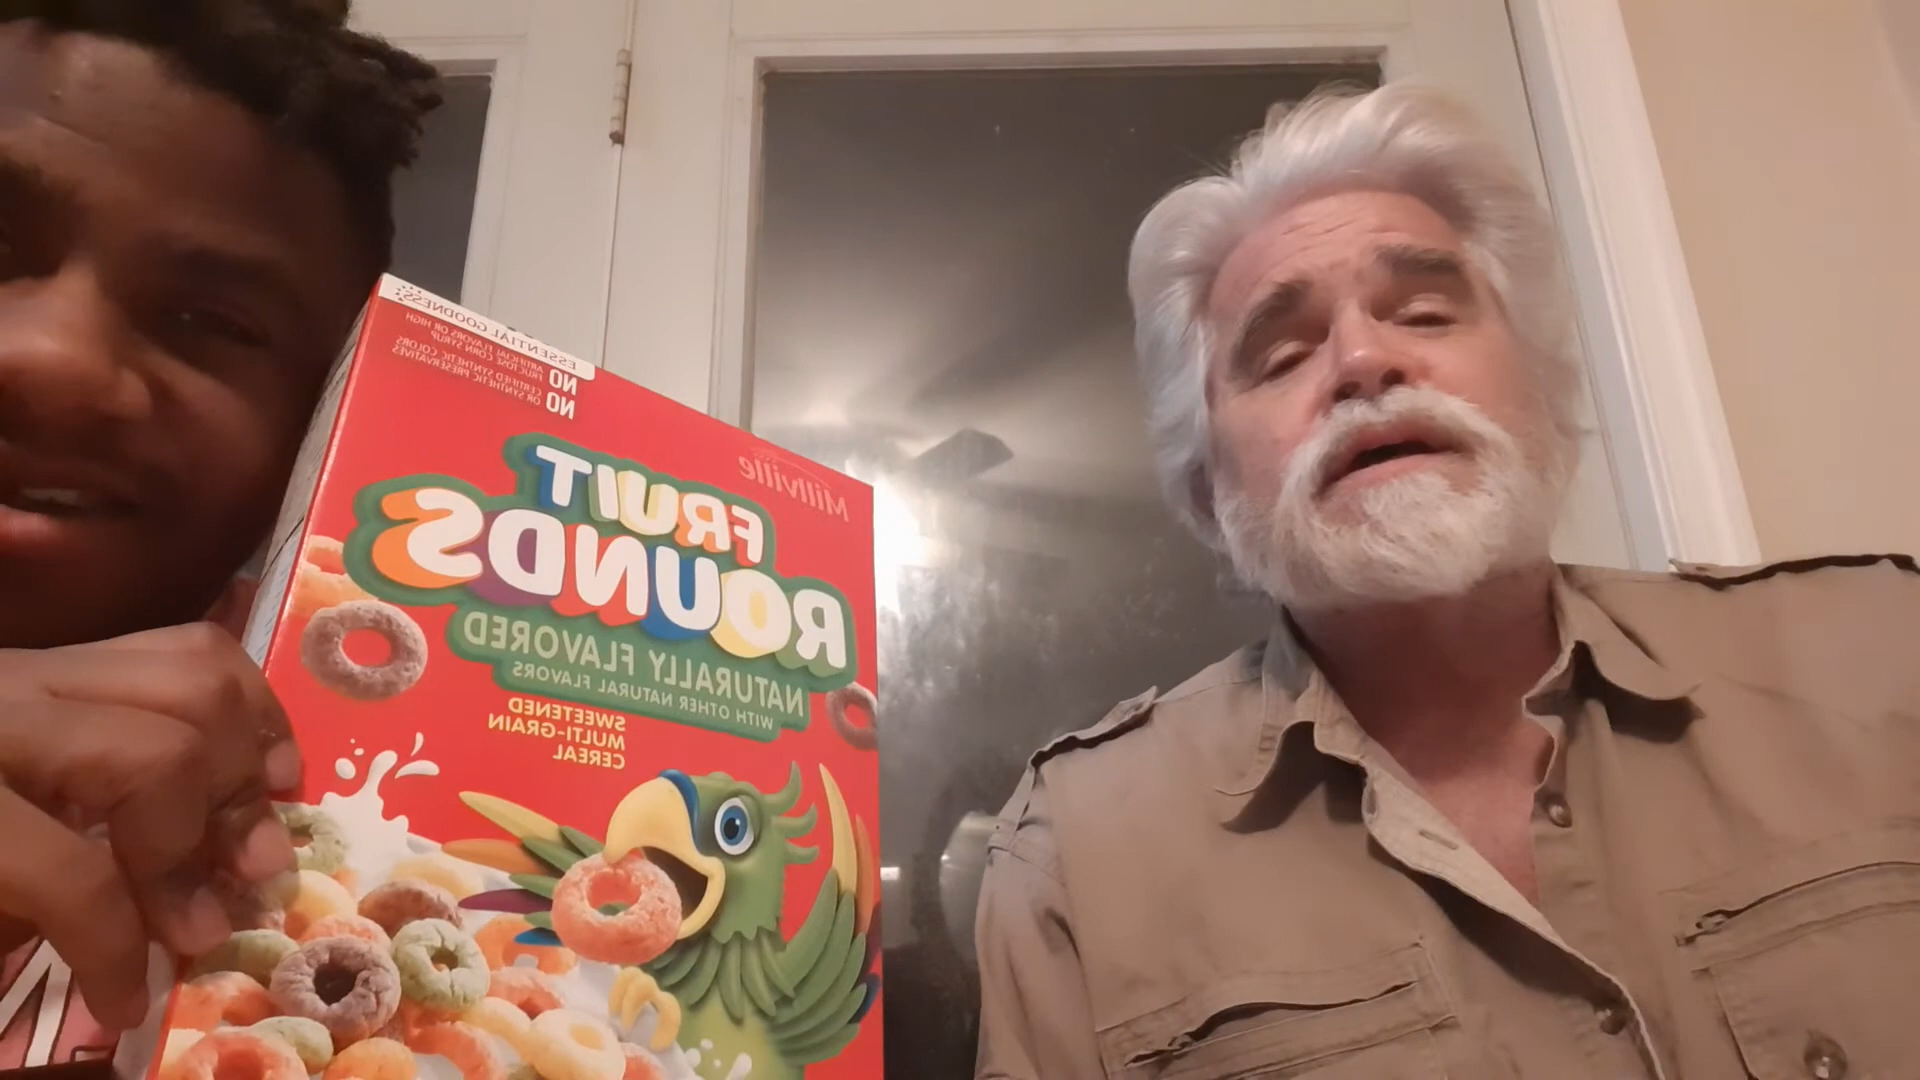 ESSENTIAL GOODNESS
NO ARTIFICIAL FLAVORS OR HIGH
FRUCTOSE CORN SYRUP
NO CERTIFIED SYNTHETIC COLORS
OR SYNTHETIC PRESERVATIVES
Millville
FRUIT
ROUNDS
NATURALLY FLAVORED
WITH OTHER NATURAL FLAVORS
SWEETENED
MULTI-GRAIN
CEREAL